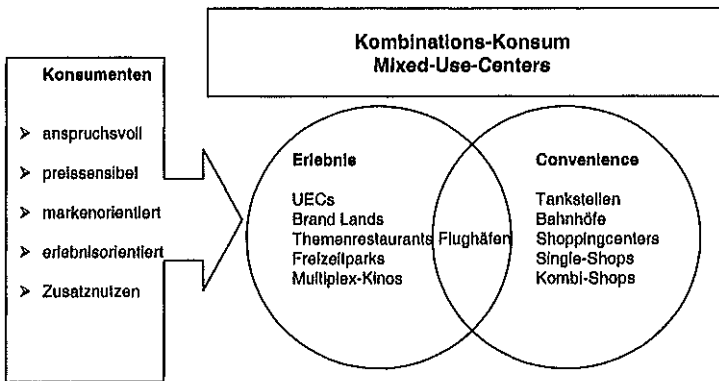 Kombinations-Konsum
Mixed-Use-Centers
Konsumenten
➢ anspruchsvoll
➢ preissensibel
➢ markenorientiert
➢ erlebnisorientiert
➢ Zusatznutzen
Erlebnis
UECs
Brand Lands
Themenrestaurants
Freizeitparks
Multiplex-Kinos
Flughäfen
Convenience
Tankstellen
Bahnhöfe
Shoppingcenters
Single-Shops
Kombi-Shops